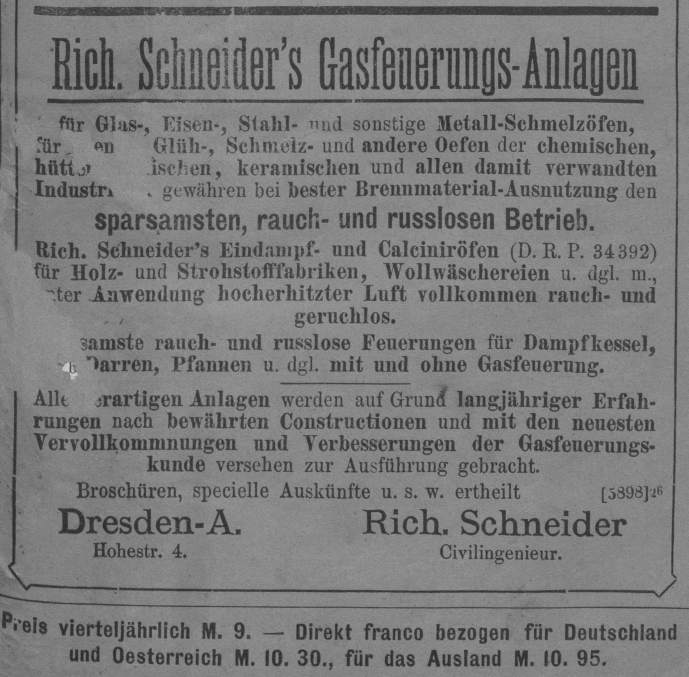 Rich. Schneider's Gasfeuerungs-Anlagen
für Glas-, Eisen-, Stahl- und sonstige Metall-Schmelzöfen,
für Glüh-, Schmelz- und andere Oefen der chemischen,
ischen, keramischen und allen damit verwandten
gewähren bei bester Brennmaterial-Ausnutzung den
sparsamsten, rauch- und russlosen Betrieb.
Rich. Schneider's Eindampf- und Calciniröfen (D. R. P. 34392)
für Holz- und Strohstofffabriken, Wollwäschereien u. dgl. m.,
Anwendung hocherhitzter Luft vollkommen rauch- und
geruchlos.
samste rauch- und russlose Feuerungen für Dampfkessel,
Darren, Pfannen u. dgl. mit und ohne Gasfeuerung.
rartigen Anlagen werden auf Grund langjähriger Erfah-
rungen nach bewährten Constructionen und mit den neuesten
Vervollkommnungen und Verbesserungen der Gasfeuerungs-
kunde versehen zur Ausführung gebracht.
Broschüren, specielle Auskünfte u. s. w. ertheilt [5898]26
Dresden-A. Rich. Schneider
Hohestr. 4. Civilingenieur.
Preis vierteljährlich M. 9. — Direkt franco bezogen für Deutschland
und Oesterreich M. 10. 30., für das Ausland M. 10. 95.